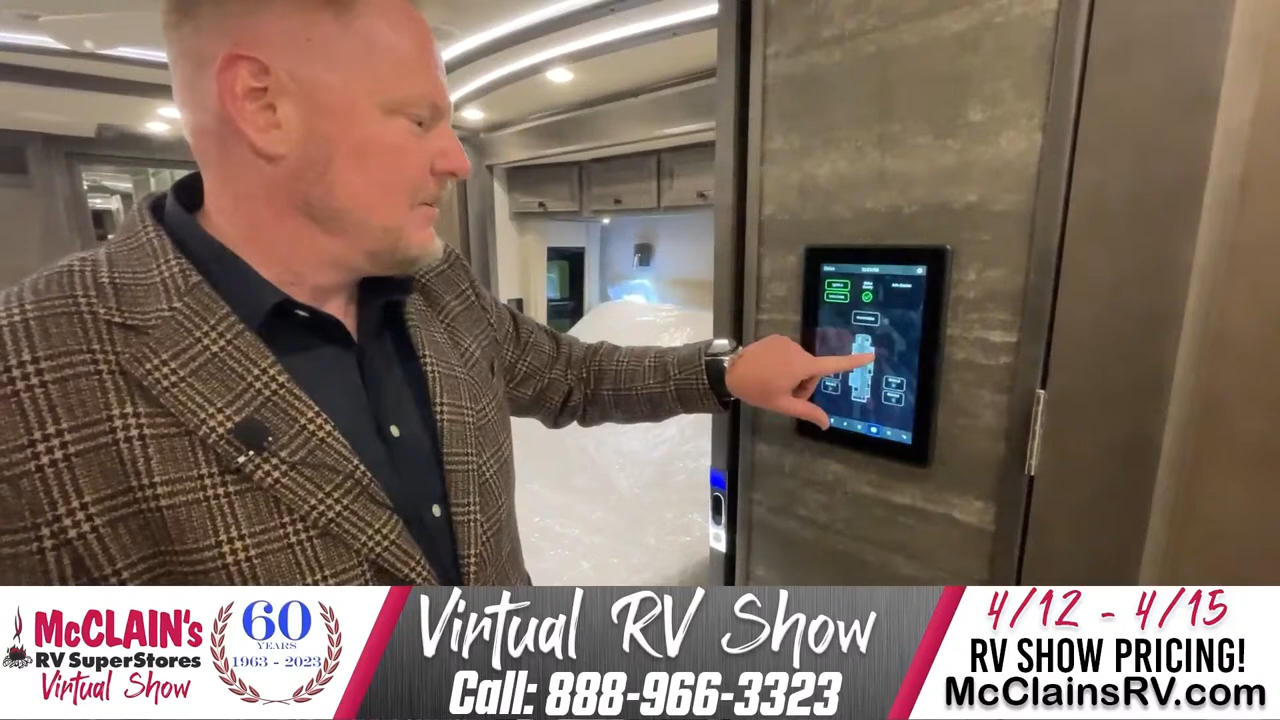 McCLAIN's
RV SuperStores
Virtual Show
60
YEARS
1963 - 2023
Virtual RV Show
Call: 888-966-3323
4/12 - 4/15
RV SHOW PRICING!
McClainsRV.com